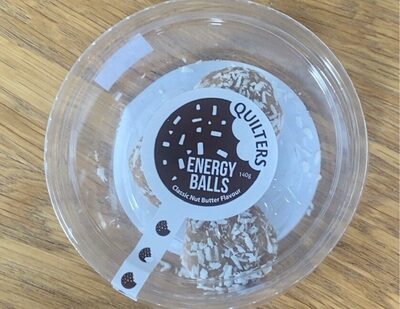 QUILTERS
ENERGY
BALLS
140g
Classic Nut Butter Flavour